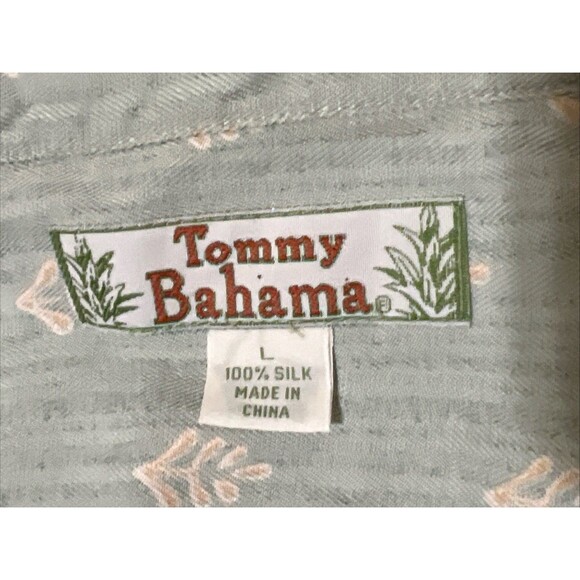 Tommy
Bahama®
L
100% SILK
MADE IN
CHINA